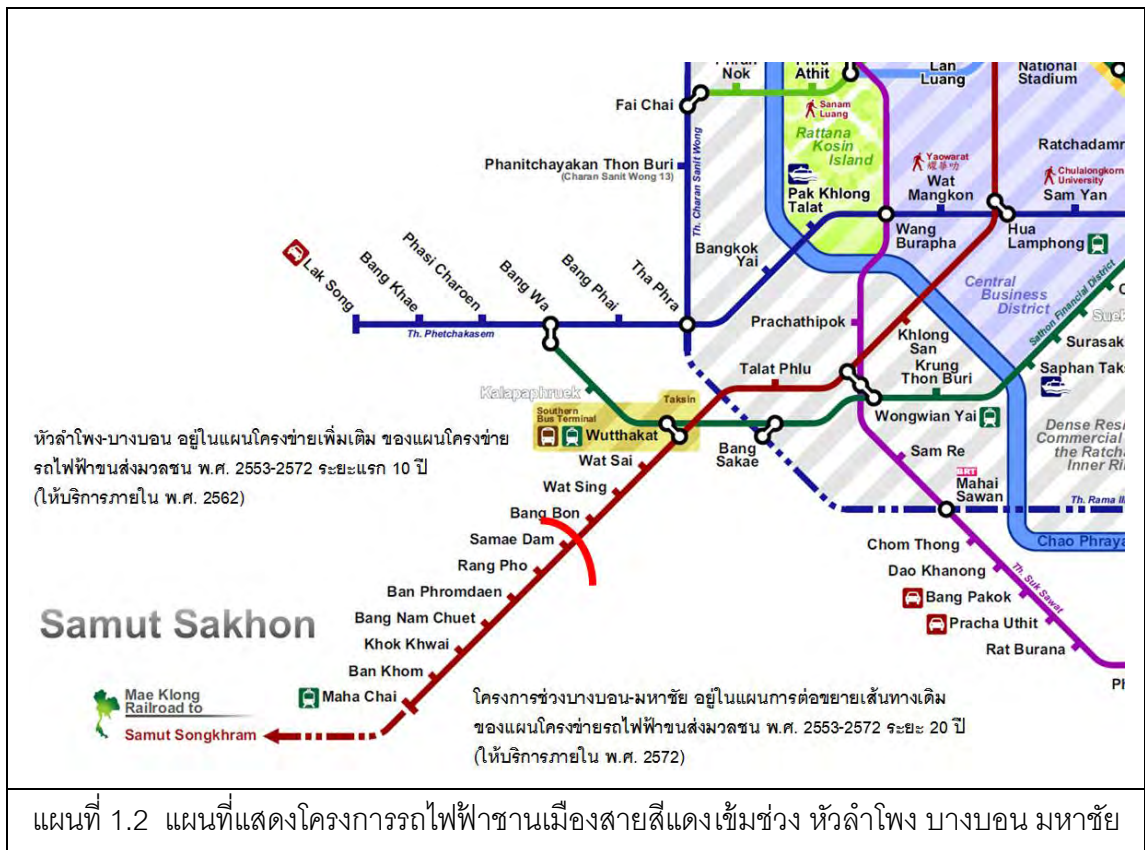 Nok
Athit
Lan
Luang
National
Stadium
Fai Chai
Sanam
Luang
Rattana
Kosin
Island
Phanitchayakan Thon Buri
(Charan Sanit Wong 13)
Th. Charan Sanit Wong
Yaowarat
Wat
Mangkon
Ratchadamr
Chulalongkorn
University
Sam Yan
Pak Khlong
Talat
Wang
Burapha
Hua
Lamphong
Bangkok
Yai
Lak Song
Bang Khae
Phasi Charoen
Bang Wa
Bang Phai
Tha Phra
Th. Phetchakasem
Central
Business
District
Sathon Financial District
Prachathipok
Khlong
San
Surasak
Talat Phlu
Krung
Thon Buri
Saphan Taks
Kalapaphruek
Taksin
Southern
Bus Terminal
Wutthakat
Bang
Sakae
Wongwian Yai
Dense Resi
Commercial
the Ratcha
Inner Ri
หัวลำโพง-บางบอน อยู่ในแผนโครงข่ายเพิ่มเติม ของแผนโครงข่าย
รถไฟฟ้าขนส่งมวลชน พ.ศ. 2553-2572 ระยะแรก 10 ปี
(ให้บริการภายใน พ.ศ. 2562)
Wat Sai
Sam Re
Wat Sing
BRT
Mahai
Sawan
Th. Rama III
Bang Bon
Samae Dam
Chom Thong
Chao Phraya
Rang Pho
Dao Khanong
Th. Suk Sawat
Ban Phromdaen
Bang Pakok
Samut Sakhon
Bang Nam Chuet
Pracha Uthit
Khok Khwai
Rat Burana
Ban Khom
Maha Chai
Mae Klong
Railroad to
Samut Songkhram
โครงการช่วงบางบอน-มหาชัย อยู่ในแผนการต่อขยายเส้นทางเดิม
ของแผนโครงข่ายรถไฟฟ้าขนส่งมวลชน พ.ศ. 2553-2572 ระยะ 20 ปี
(ให้บริการภายใน พ.ศ. 2572)
แผนที่ 1.2 แผนที่แสดงโครงการรถไฟฟ้าชานเมืองสายสีแดงเข้มช่วง หัวลำโพง บางบอน มหาชัย